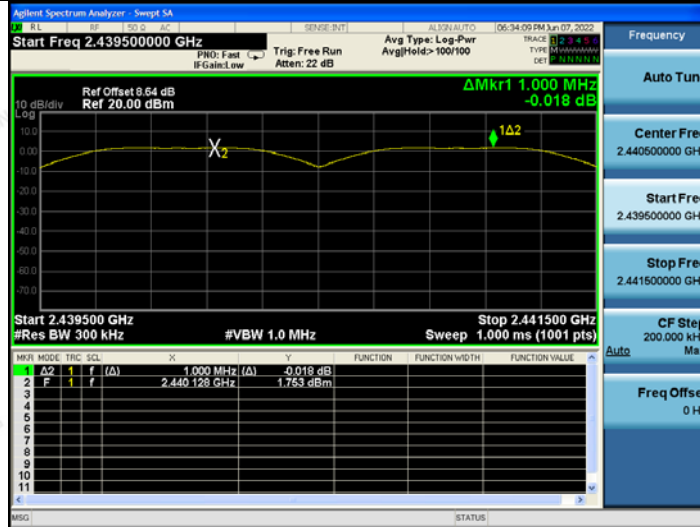 Agilent Spectrum Analyzer - Swept SA
RL RF 50 Ω AC SENSE:INT ALIGNAUTO 06:34:09 PM Jun 07, 2022
Start Freq 2.439500000 GHz
PNO: Fast
IFGain:Low
Trig: Free Run
Atten: 22 dB
Avg Type: Log-Pwr
Avg|Hold:> 100/100
TRACE 1 2 3 4 5 6
TYPE M
DET P N N N N N
ΔMkr1 1.000 MHz
-0.018 dB
Ref Offset 8.64 dB
10 dB/div Ref 20.00 dBm
Log
10.0
0.00
-10.0
-20.0
-30.0
-40.0
-50.0
-60.0
-70.0
X2
1Δ2
Start 2.439500 GHz Stop 2.441500 GHz
#Res BW 300 kHz #VBW 1.0 MHz Sweep 1.000 ms (1001 pts)
MKR MODE TRC SCL X Y FUNCTION FUNCTION WIDTH FUNCTION VALUE
1 Δ2 1 f (Δ) 1.000 MHz (Δ) -0.018 dB
2 F 1 f 2.440 128 GHz 1.753 dBm
3
4
5
6
7
8
9
10
11
MSG STATUS
Frequency
Auto Tun
Center Fre
2.440500000 GH
Start Fre
2.439500000 GH
Stop Fre
2.441500000 GH
CF Step
200.000 kH
Auto Ma
Freq Offse
0 H